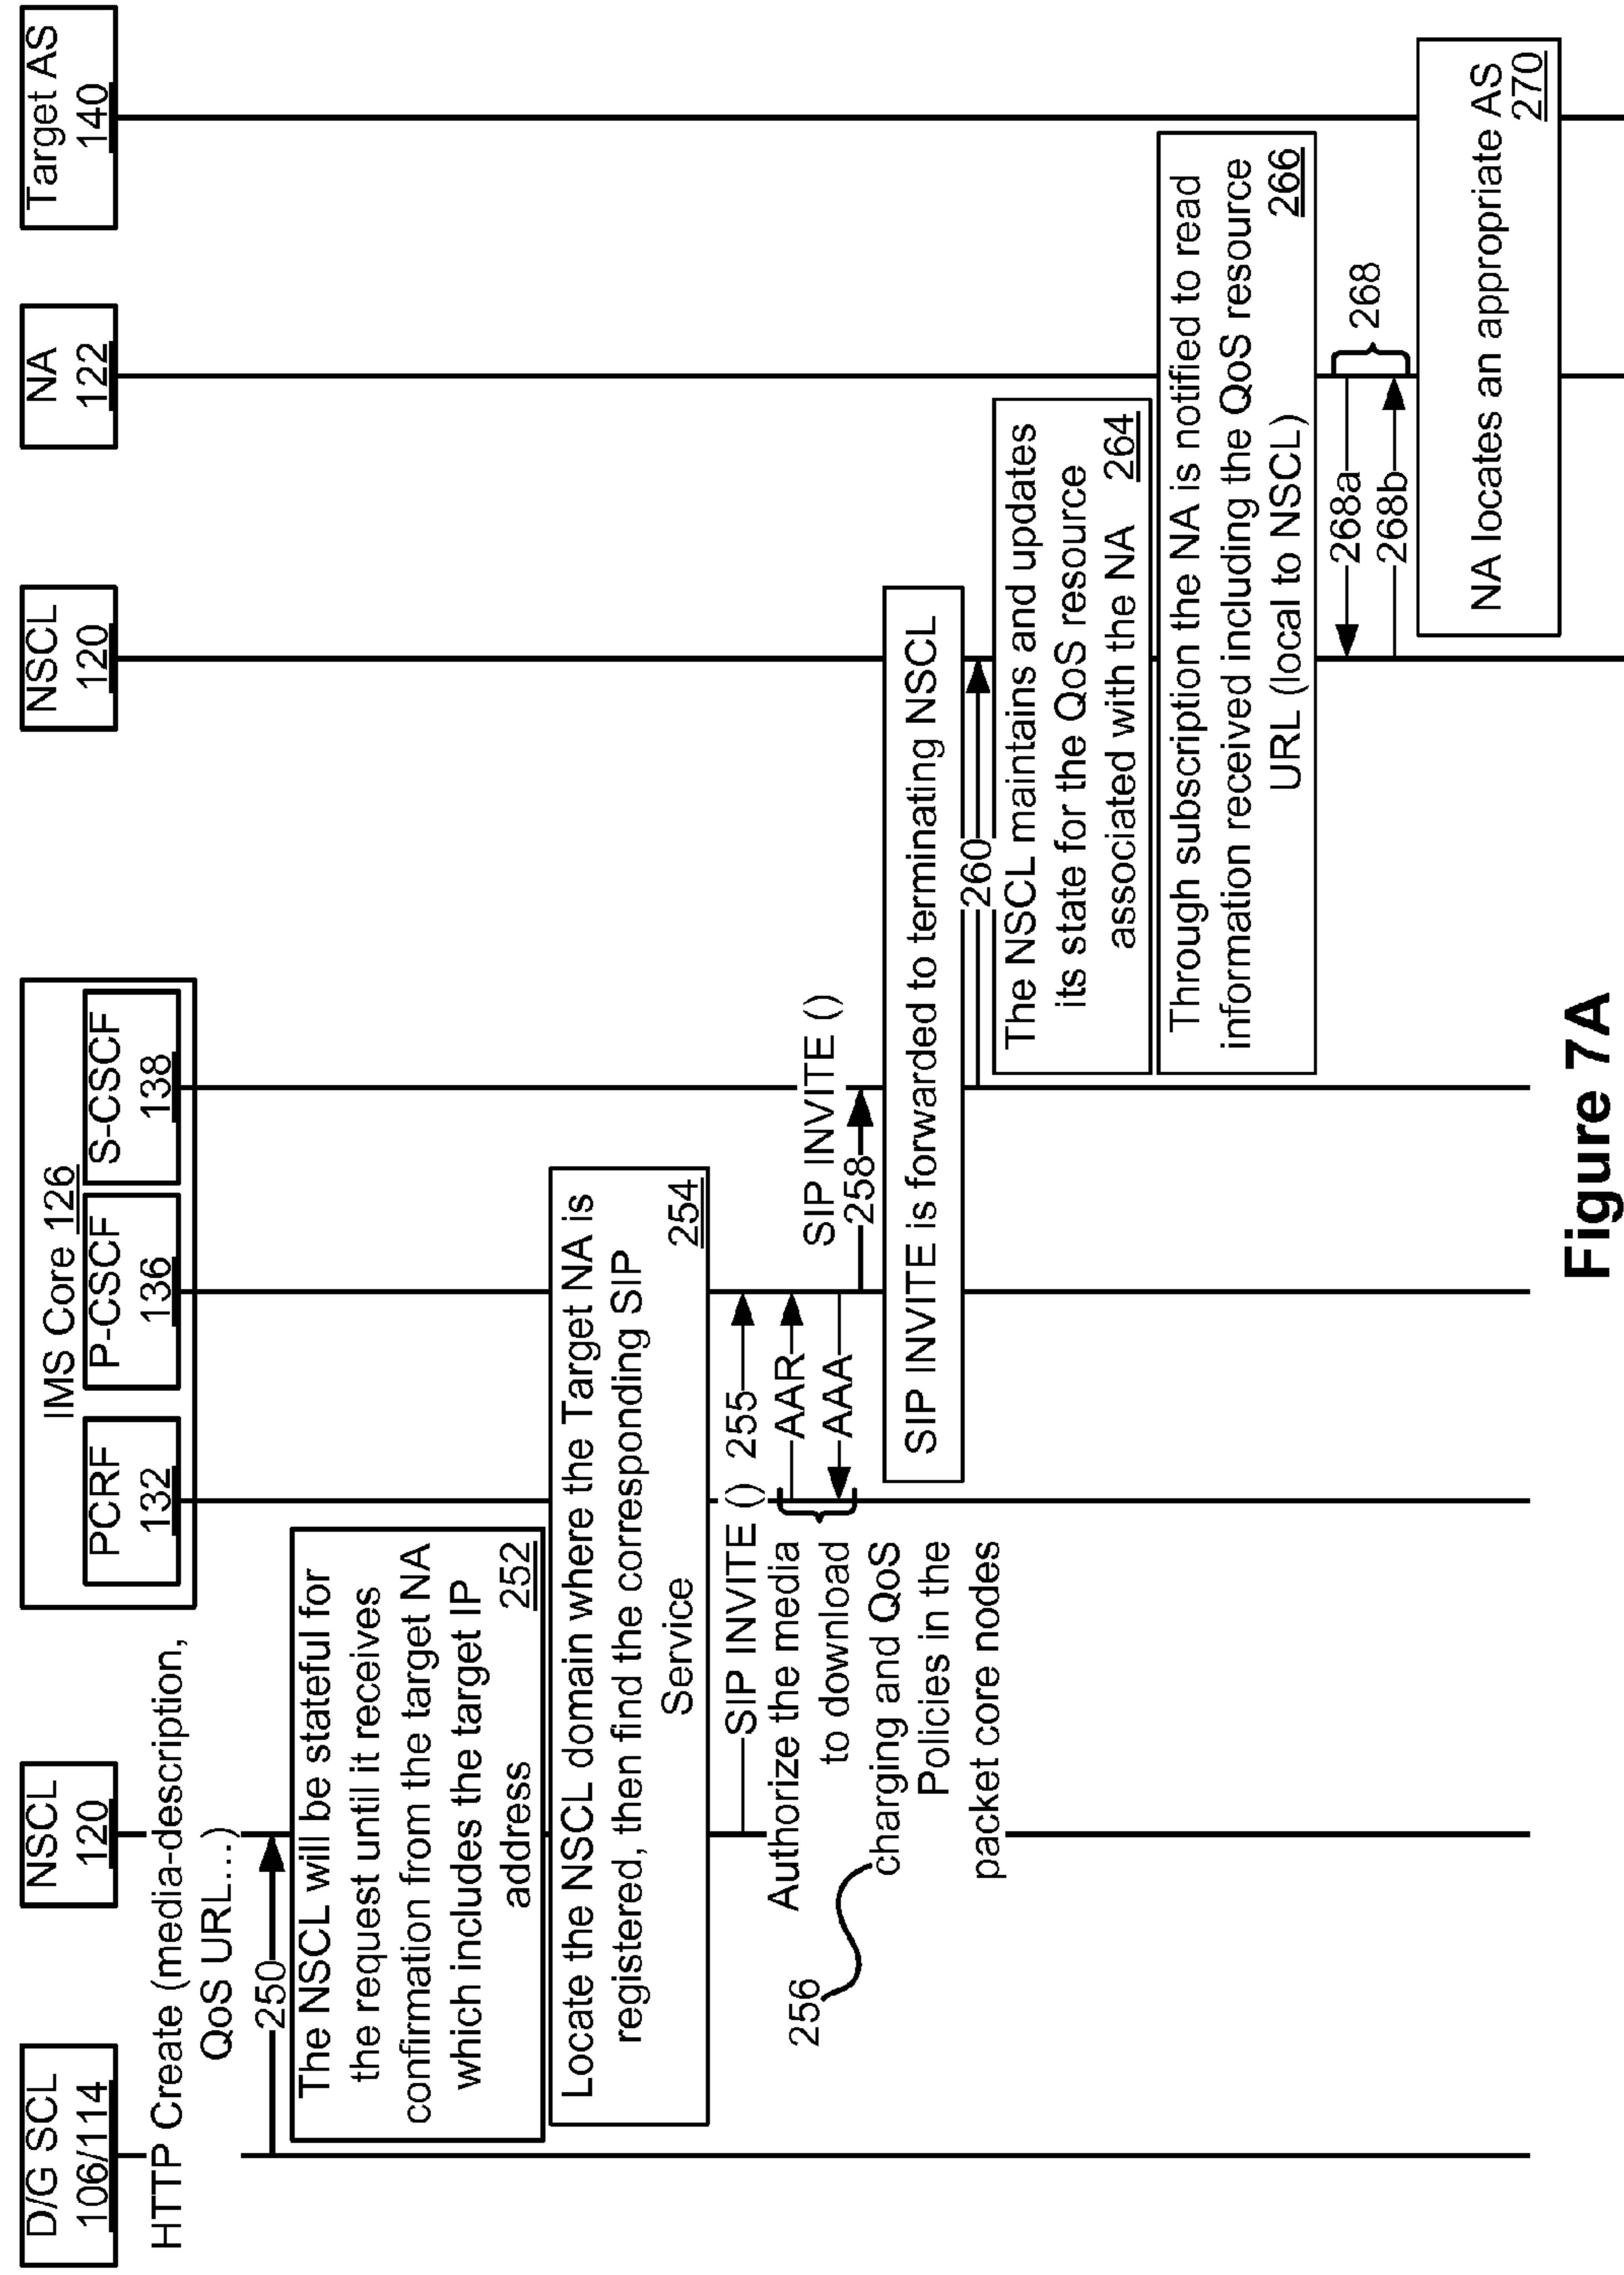 D/G SCL
106/114
NSCL
120
IMS Core 126
PCRF
132
P-CSCF
136
S-CSCF
138
NSCL
120
NA
122
Target AS
140
HTTP Create (media-description,
QoS URL...)
250
The NSCL will be stateful for
the request until it receives
confirmation from the target NA
which includes the target IP
address
252
Locate the NSCL domain where the Target NA is
registered, then find the corresponding SIP
Service
254
SIP INVITE () 255
Authorize the media
to download
charging and QoS
Policies in the
packet core nodes
256
AAR
AAA
SIP INVITE ()
258
SIP INVITE is forwarded to terminating NSCL
260
The NSCL maintains and updates
its state for the QoS resource
associated with the NA 264
Through subscription the NA is notified to read
information received including the QoS resource
URL (local to NSCL)
266
268a
268b
268
NA locates an appropriate AS
270
Figure 7A